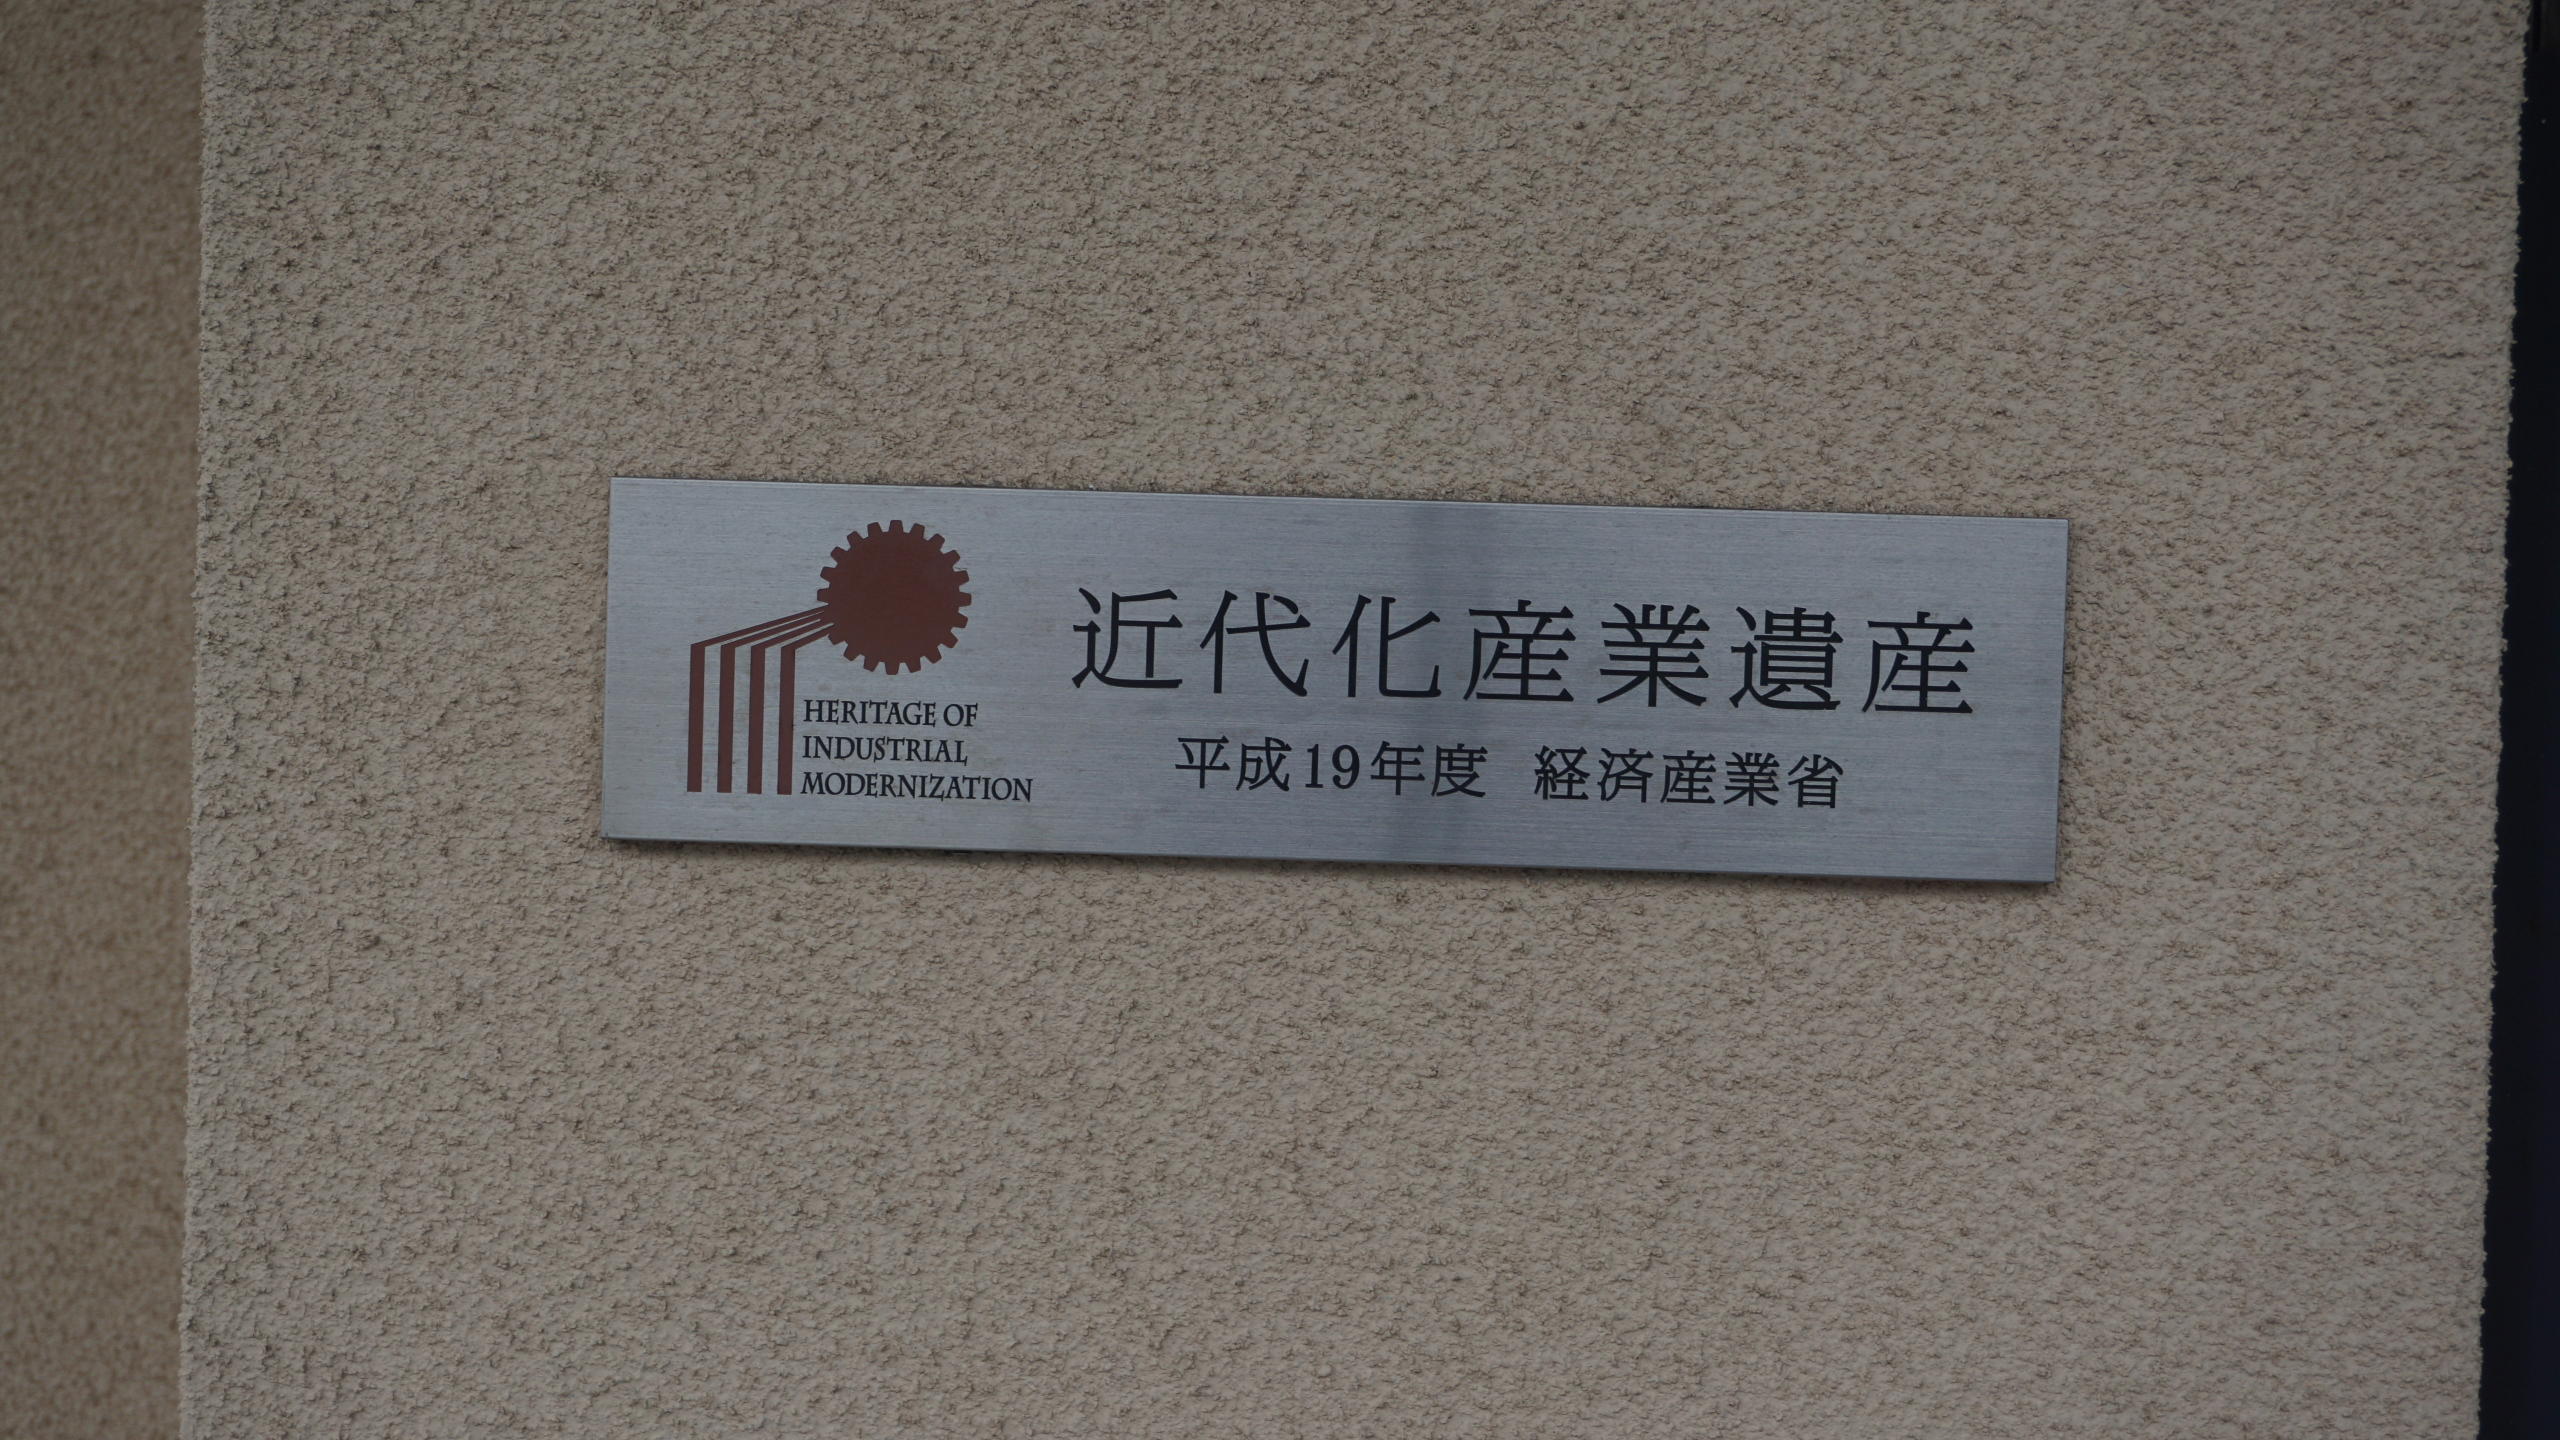 HERITAGE OF
INDUSTRIAL
MODERNIZATION
近代化産業遺産
平成19年度 経済産業省